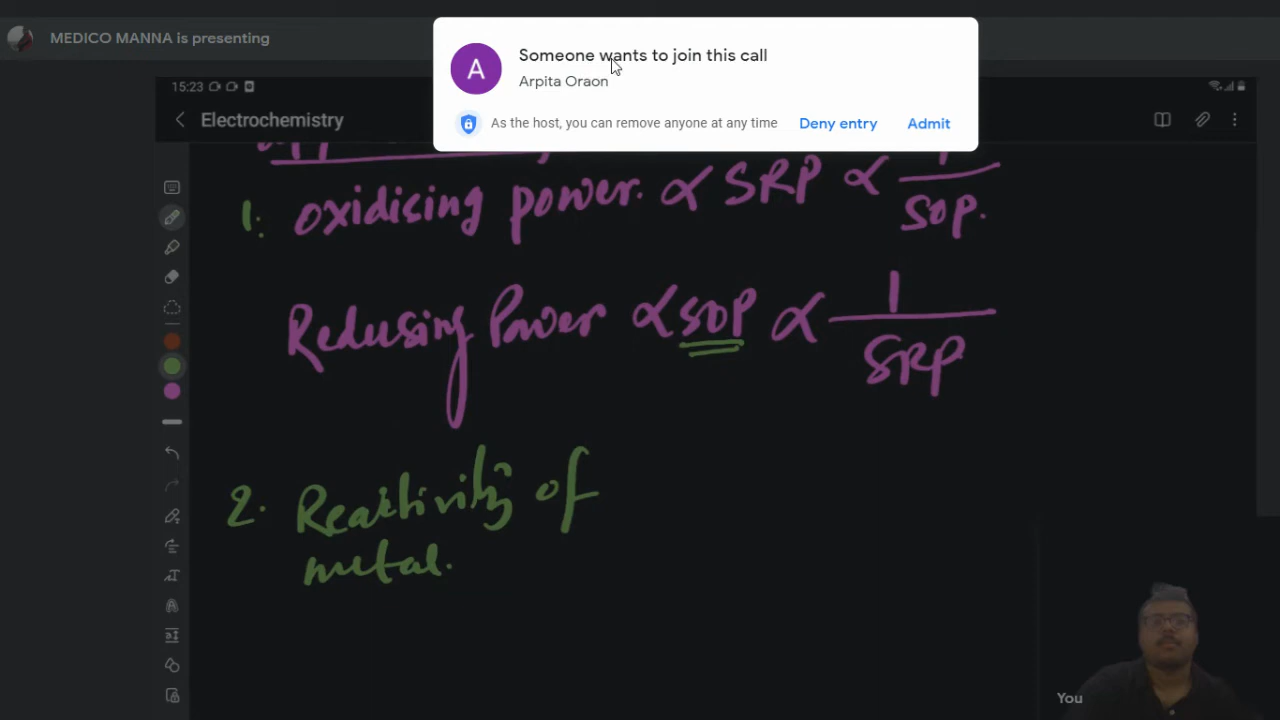 MEDICO MANNA is presenting
Someone wants to join this call
A
Arpita Oraon
As the host, you can remove anyone at any time
Deny entry
Admit
15:23
Electrochemistry
1. oxidising power. ∝ SRP ∝ 1/SOP.
Redusing Power ∝ SOP ∝ 1/SRP
2. Reactivity of
metal.
You